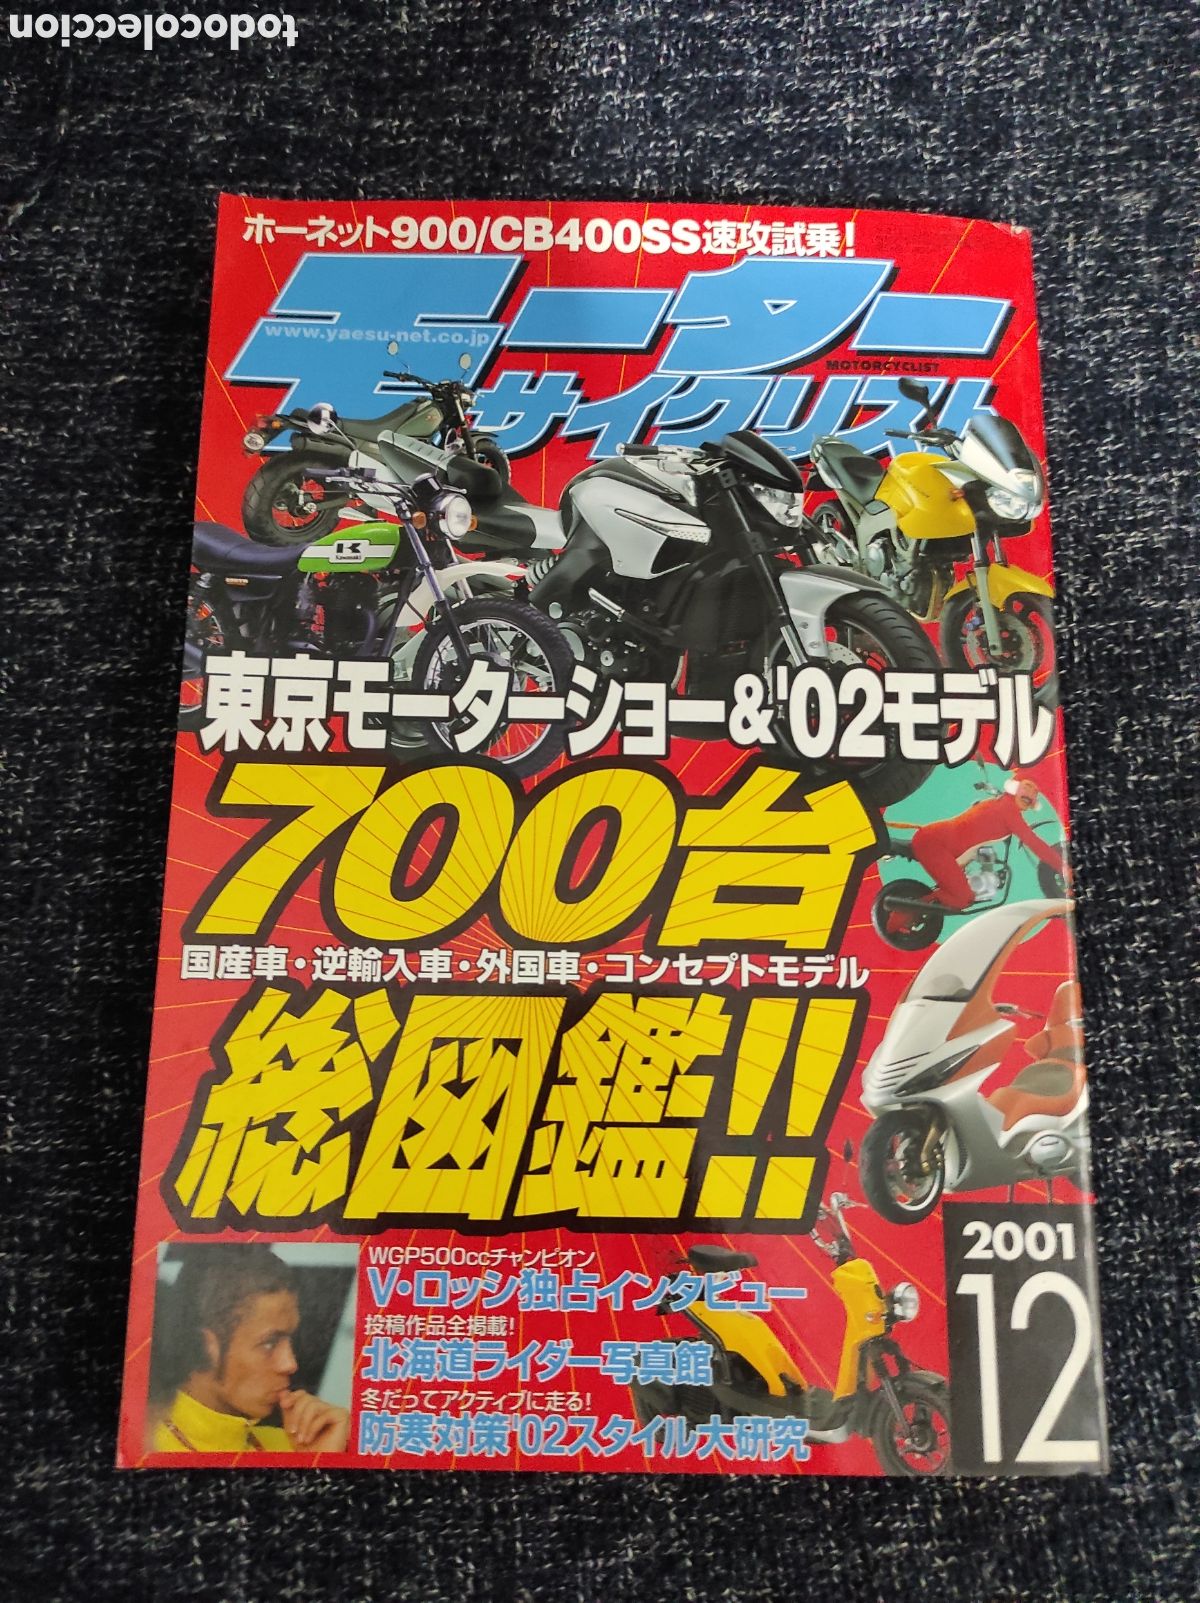 todocoleccion
ホーネット900/CB400SS速攻試乗!
モーター
www.yaesu-net.co.jp
MOTORCYCLIST
サイクリスト
K
Kawasaki
東京モーターショー&'02モデル
700台
国産車・逆輸入車・外国車・コンセプトモデル
総図鑑!!
2001
12
WGP500ccチャンピオン
V・ロッシ独占インタビュー
投稿作品全掲載!
北海道ライダー写真館
冬だってアクティブに走る!
防寒対策'02スタイル大研究